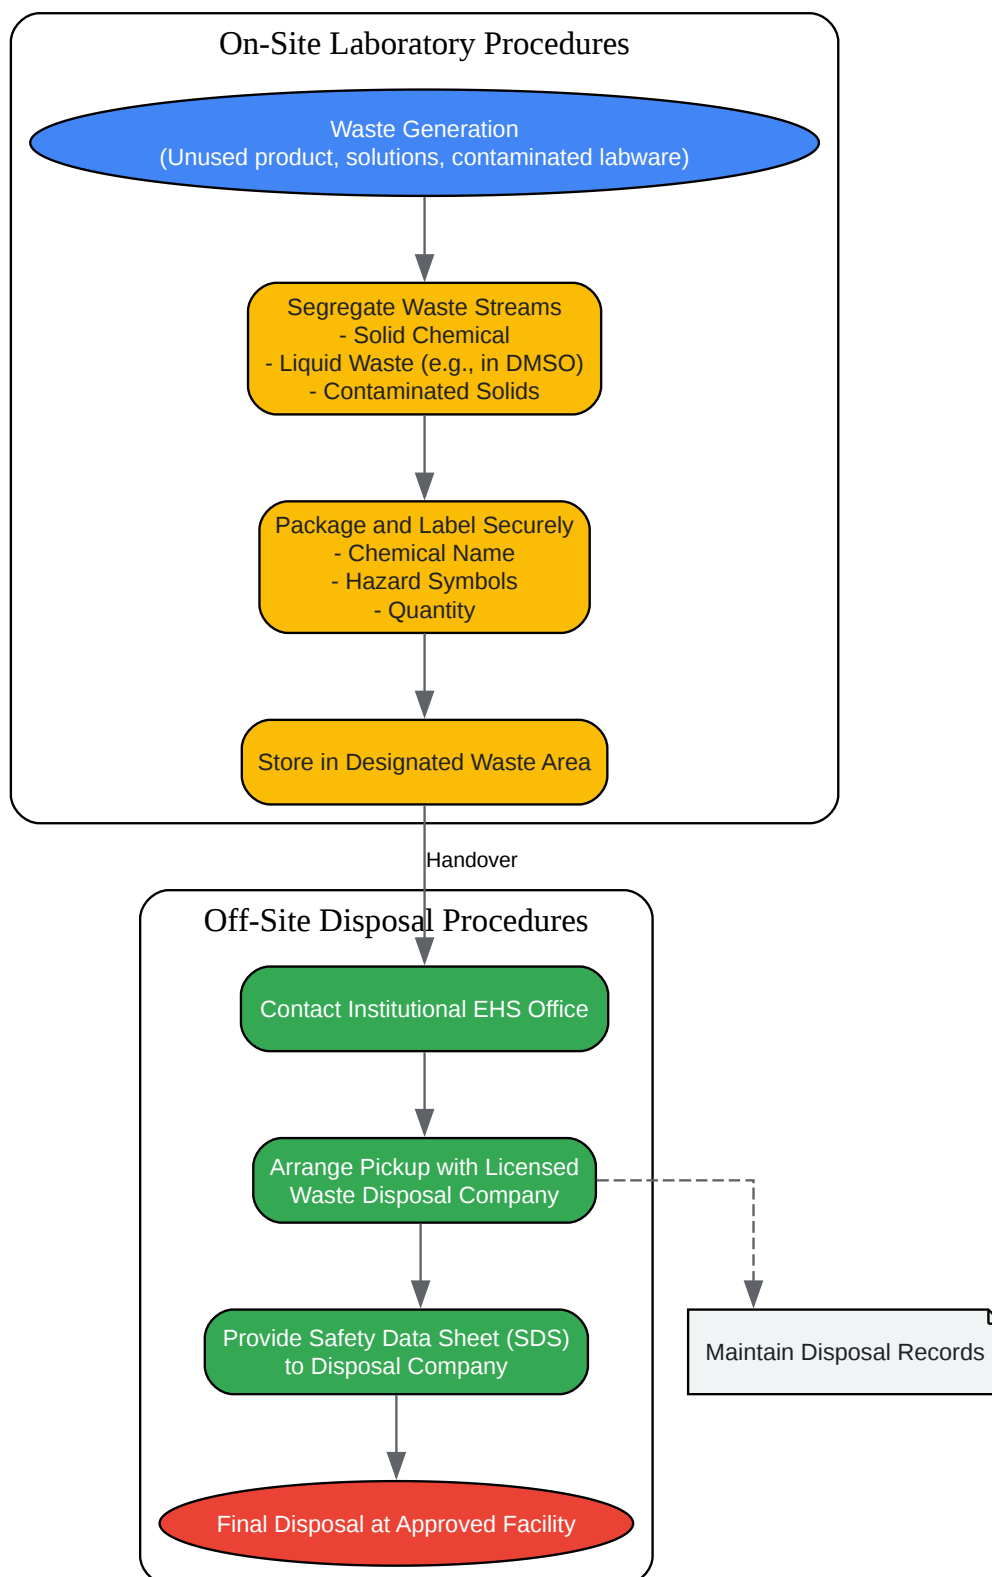 On-Site Laboratory Procedures
Waste Generation
(Unused product, solutions, contaminated labware)
Segregate Waste Streams
- Solid Chemical
- Liquid Waste (e.g., in DMSO)
- Contaminated Solids
Package and Label Securely
- Chemical Name
- Hazard Symbols
- Quantity
Store in Designated Waste Area
Handover
Off-Site Disposal Procedures
Contact Institutional EHS Office
Arrange Pickup with Licensed
Waste Disposal Company
Provide Safety Data Sheet (SDS)
to Disposal Company
Maintain Disposal Records
Final Disposal at Approved Facility